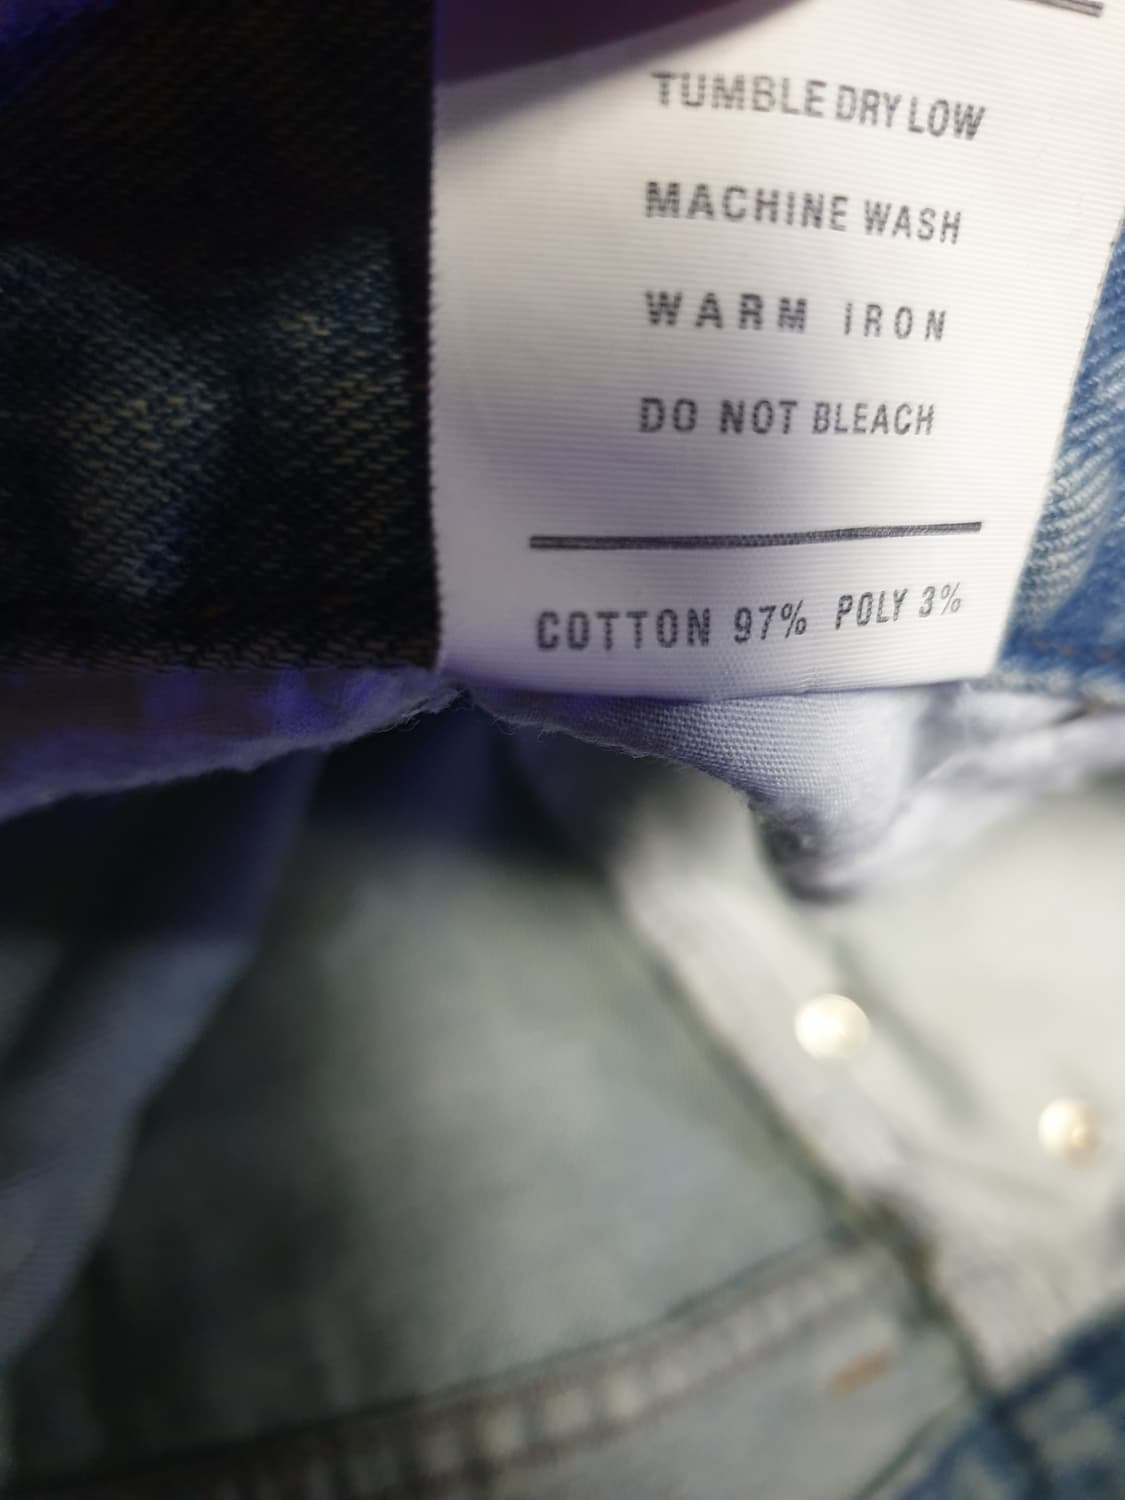 TUMBLE DRY LOW
MACHINE WASH
WARM IRON
DO NOT BLEACH
COTTON 97% POLY 3%